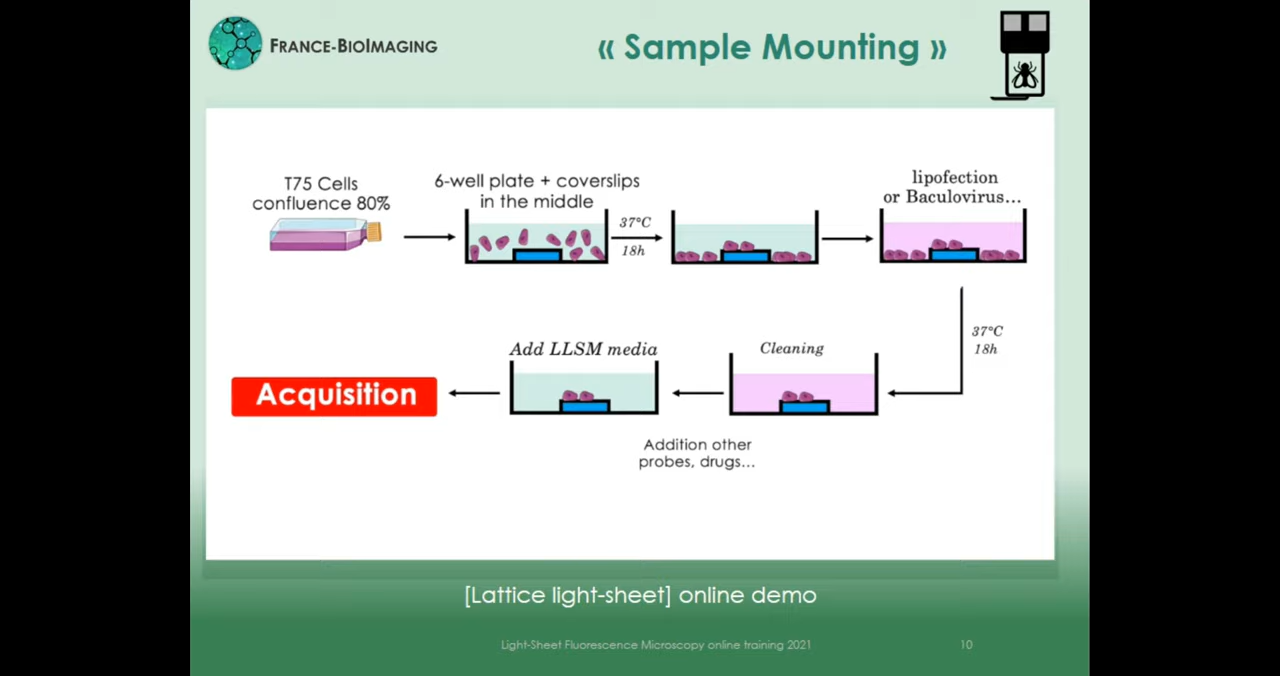 FRANCE-BIOIMAGING
« Sample Mounting »
T75 Cells
confluence 80%
6-well plate + coverslips
in the middle
37°C
18h
lipofection
or Baculovirus...
37°C
18h
Cleaning
Add LLSM media
Acquisition
Addition other
probes, drugs...
[Lattice light-sheet] online demo
Light-Sheet Fluorescence Microscopy online training 2021
10